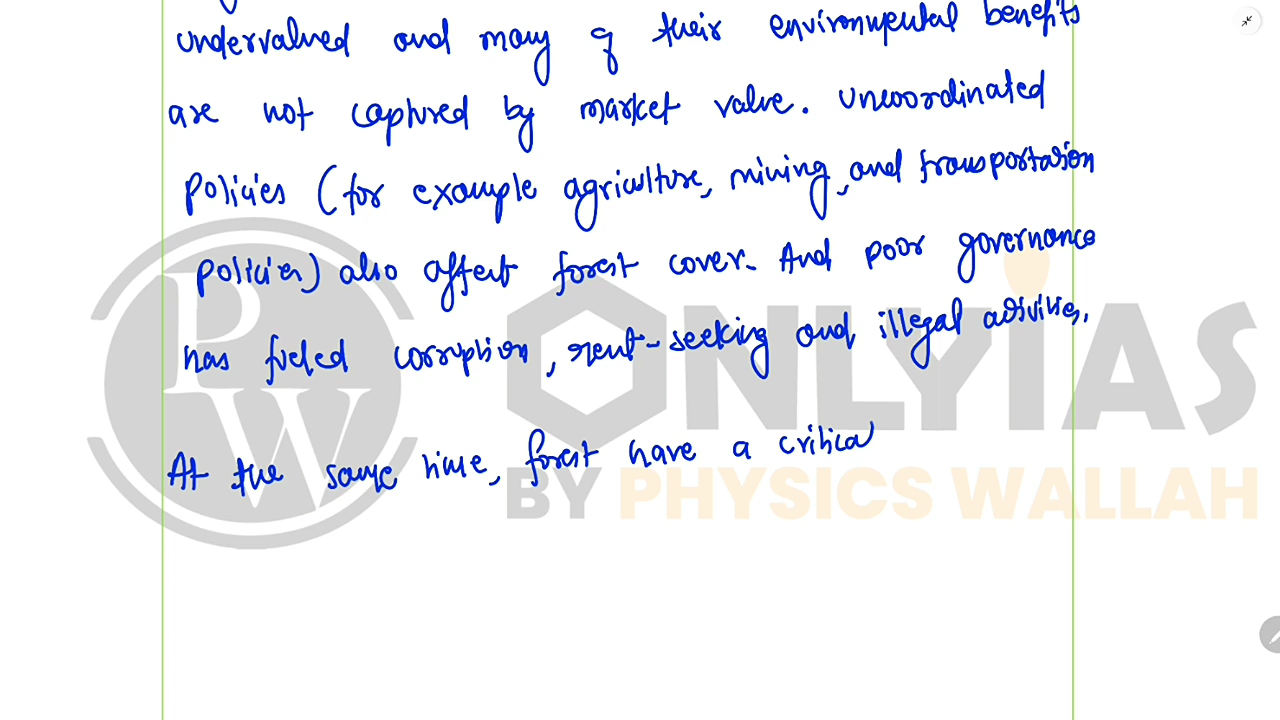 undervalued and many of their environmental benefits
are not captured by market value. Uncoordinated
policies (for example agriculture, mining, and transportation
policies) also affect forest cover. And poor governance
has fueled corruption, rent-seeking and illegal activities.
At the same time, forest have a critical
PW
ONLYIAS
BY PHYSICS WALLAH